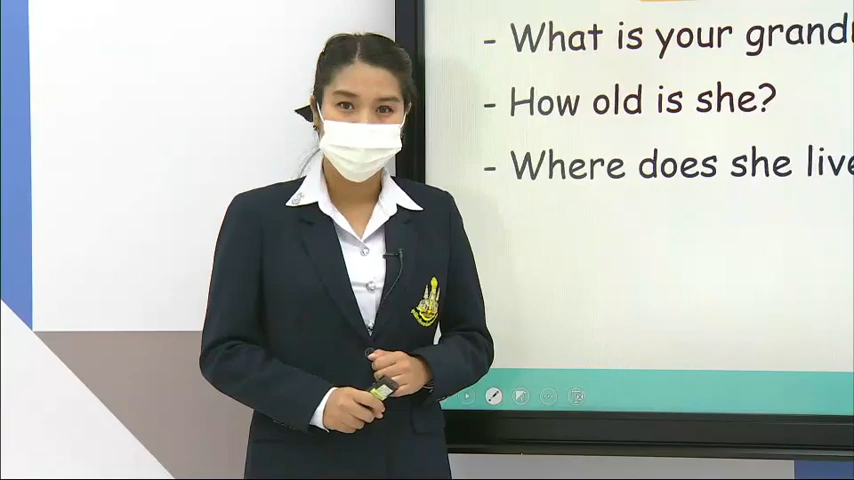 - What is your grand
- How old is she?
- Where does she live